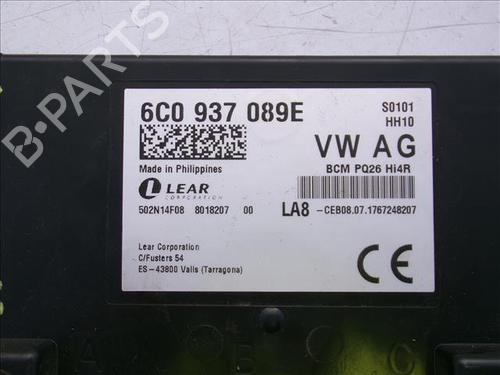 6C0 937 089E
S0101
HH10
VW AG
BCM PQ26 Hi4R
Made in Philippines
LEAR
CORPORATION
502N14F08 8018207 00
LA8 -CEB08.07.1767248207
Lear Corporation
C/Fusters 54
ES-43800 Valls (Tarragona)
CE
A B C
B-PARTS